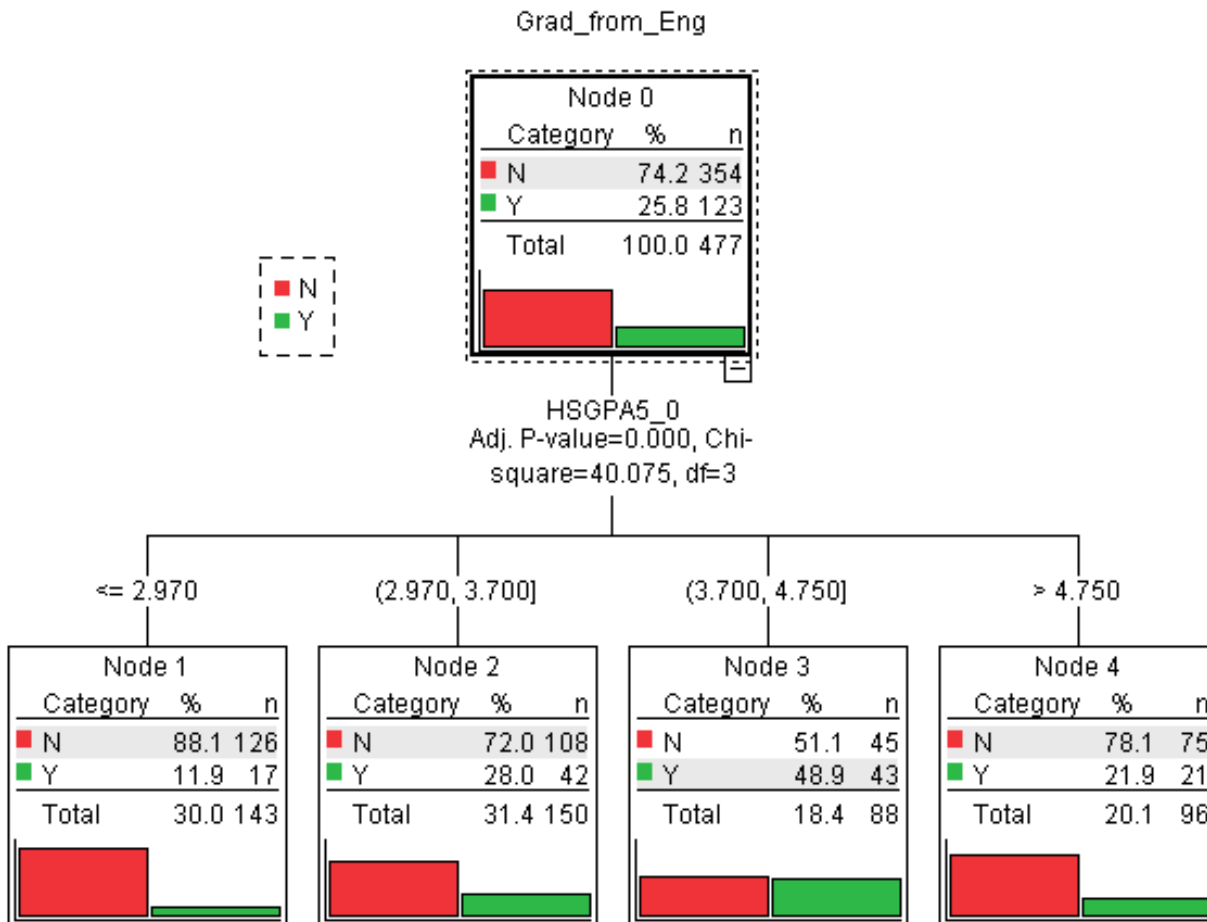 Grad_from_Eng
Node 0
Category % n
N 74.2 354
Y 25.8 123
Total 100.0 477
N
Y
HSGPA5_0
Adj. P-value=0.000, Chi-
square=40.075, df=3
<= 2.970
(2.970, 3.700]
(3.700, 4.750]
> 4.750
Node 1
Category % n
N 88.1 126
Y 11.9 17
Total 30.0 143
Node 2
Category % n
N 72.0 108
Y 28.0 42
Total 31.4 150
Node 3
Category % n
N 51.1 45
Y 48.9 43
Total 18.4 88
Node 4
Category % n
N 78.1 75
Y 21.9 21
Total 20.1 96